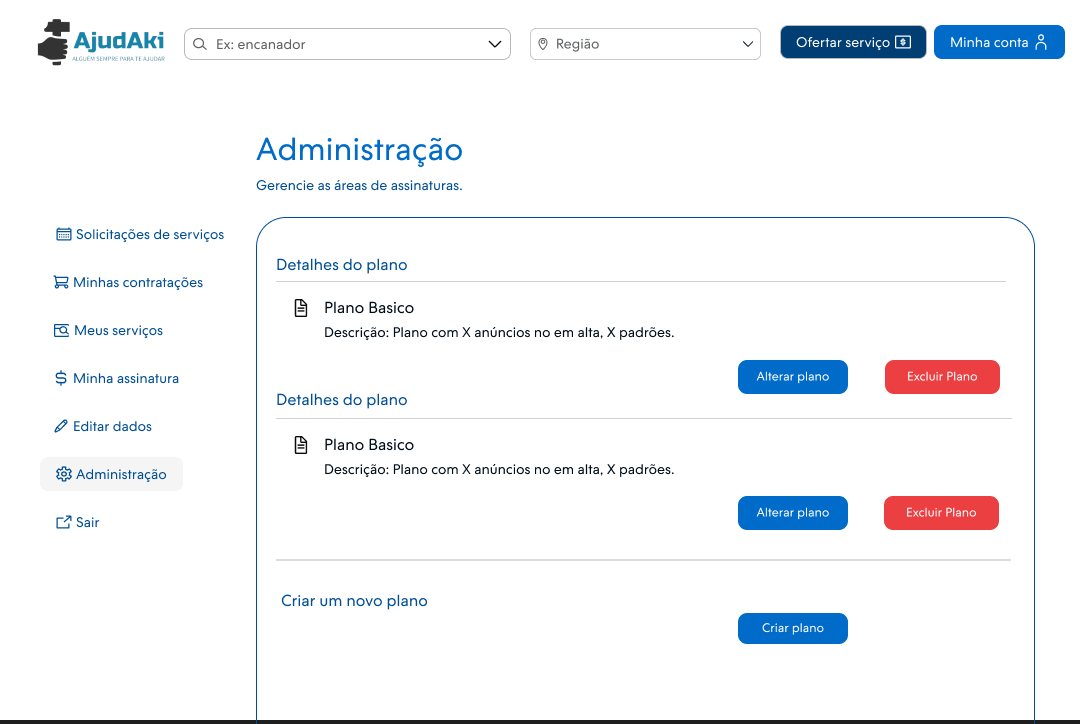 AjudAki
ALGUÉM SEMPRE PARA TE AJUDAR
Ex: encanador
Região
Ofertar serviço
Minha conta
Administração
Gerencie as áreas de assinaturas.
Solicitações de serviços
Minhas contratações
Meus serviços
Minha assinatura
Editar dados
Administração
Sair
Detalhes do plano
Plano Basico
Descrição: Plano com X anúncios no em alta, X padrões.
Alterar plano
Excluir Plano
Detalhes do plano
Plano Basico
Descrição: Plano com X anúncios no em alta, X padrões.
Alterar plano
Excluir Plano
Criar um novo plano
Criar plano